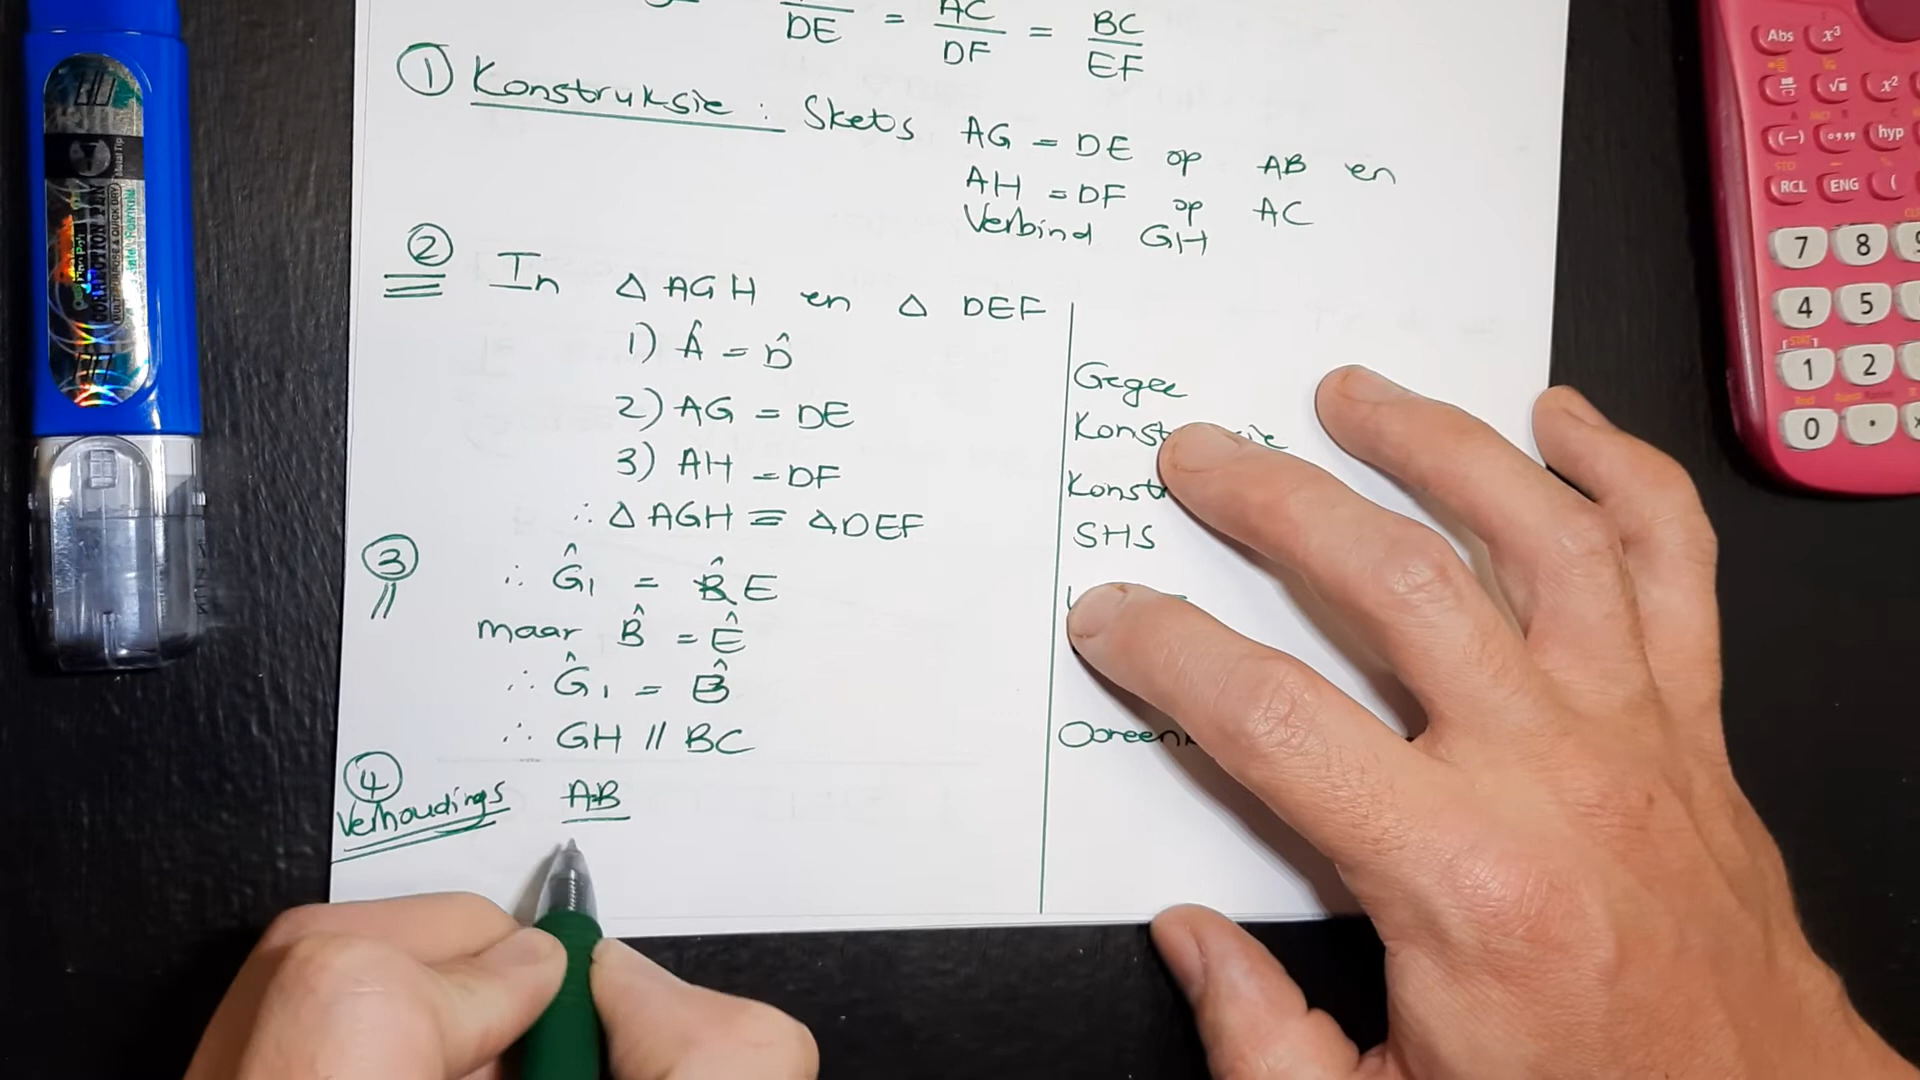 DE = AC/DF = BC/EF
① Konstruksie : Skets AG = DE op AB en
AH = DF op AC
Verbind GH
② In △ AGH en △ DEF
1) Â = D̂
Gegee
2) AG = DE
3) AH = DF
∴ △ AGH ≡ △DEF
SHS
③ ∴ Ĝ₁ = E
maar B̂ = Ê
∴ Ĝ₁ = B̂
∴ GH // BC
④ Verhoudings AB
Abs x³
√ x²
(−) hyp
RCL ENG (
7 8
4 5
1 2
0 ·